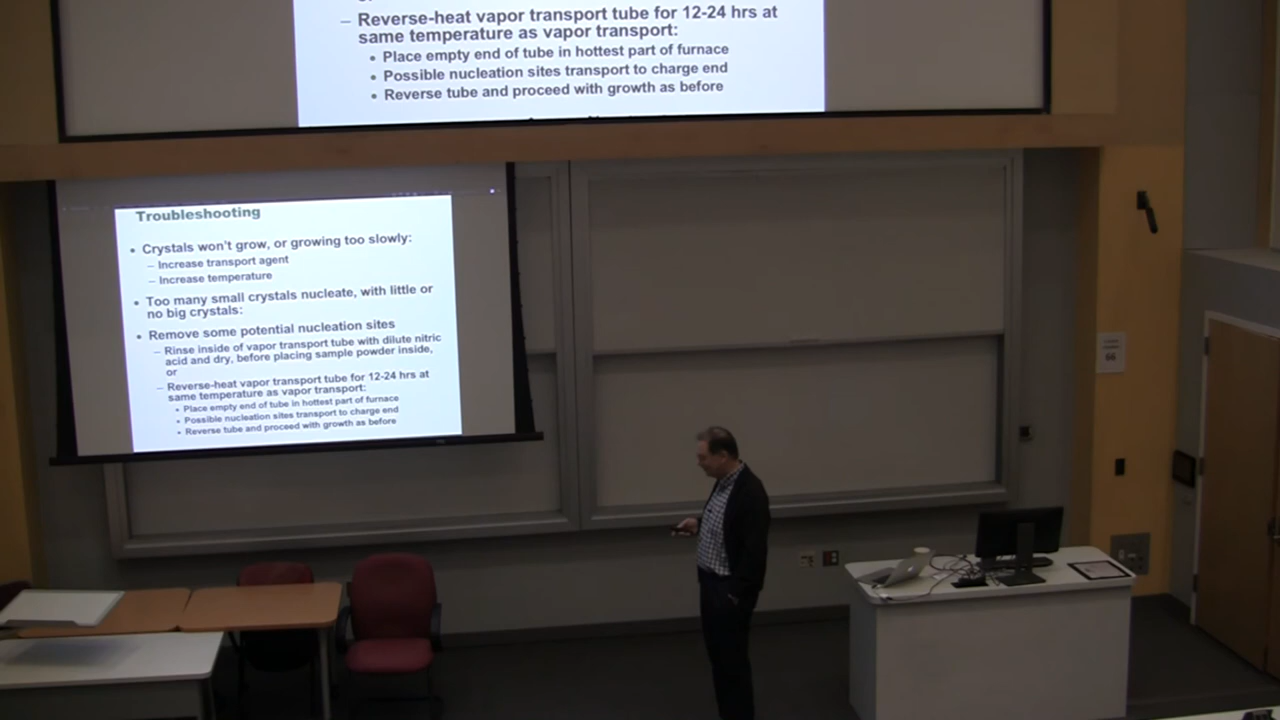 – Reverse-heat vapor transport tube for 12-24 hrs at
same temperature as vapor transport:
• Place empty end of tube in hottest part of furnace
• Possible nucleation sites transport to charge end
• Reverse tube and proceed with growth as before
Troubleshooting
• Crystals won't grow, or growing too slowly:
– Increase transport agent
– Increase temperature
• Too many small crystals nucleate, with little or
no big crystals:
• Remove some potential nucleation sites
– Rinse inside of vapor transport tube with dilute nitric
acid and dry, before placing sample powder inside,
or
– Reverse-heat vapor transport tube for 12-24 hrs at
same temperature as vapor transport:
• Place empty end of tube in hottest part of furnace
• Possible nucleation sites transport to charge end
• Reverse tube and proceed with growth as before
66